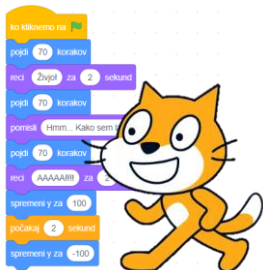 ko kliknemo na
pojdi 70 korakov
reci Živjo! za 2 sekund
pojdi 70 korakov
pomisli Hmm... Kako sem
pojdi 70 korakov
reci AAAAA!!!! za 2
spremeni y za 100
počakaj 2 sekund
spremeni y za -100